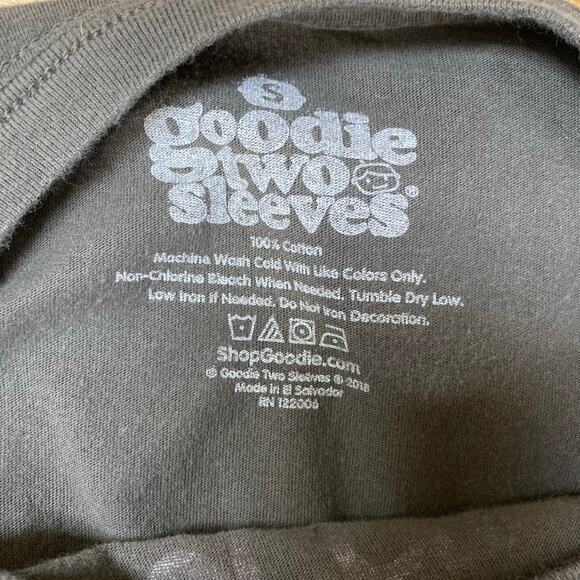 S
goodie
two
sleeves®
100% Cotton
Machine Wash Cold With Like Colors Only.
Non-Chlorine Bleach When Needed. Tumble Dry Low.
Low Iron If Needed. Do Not Iron Decoration.
ShopGoodie.com
© Goodie Two Sleeves ® 2018
Made in El Salvador
RN 122006